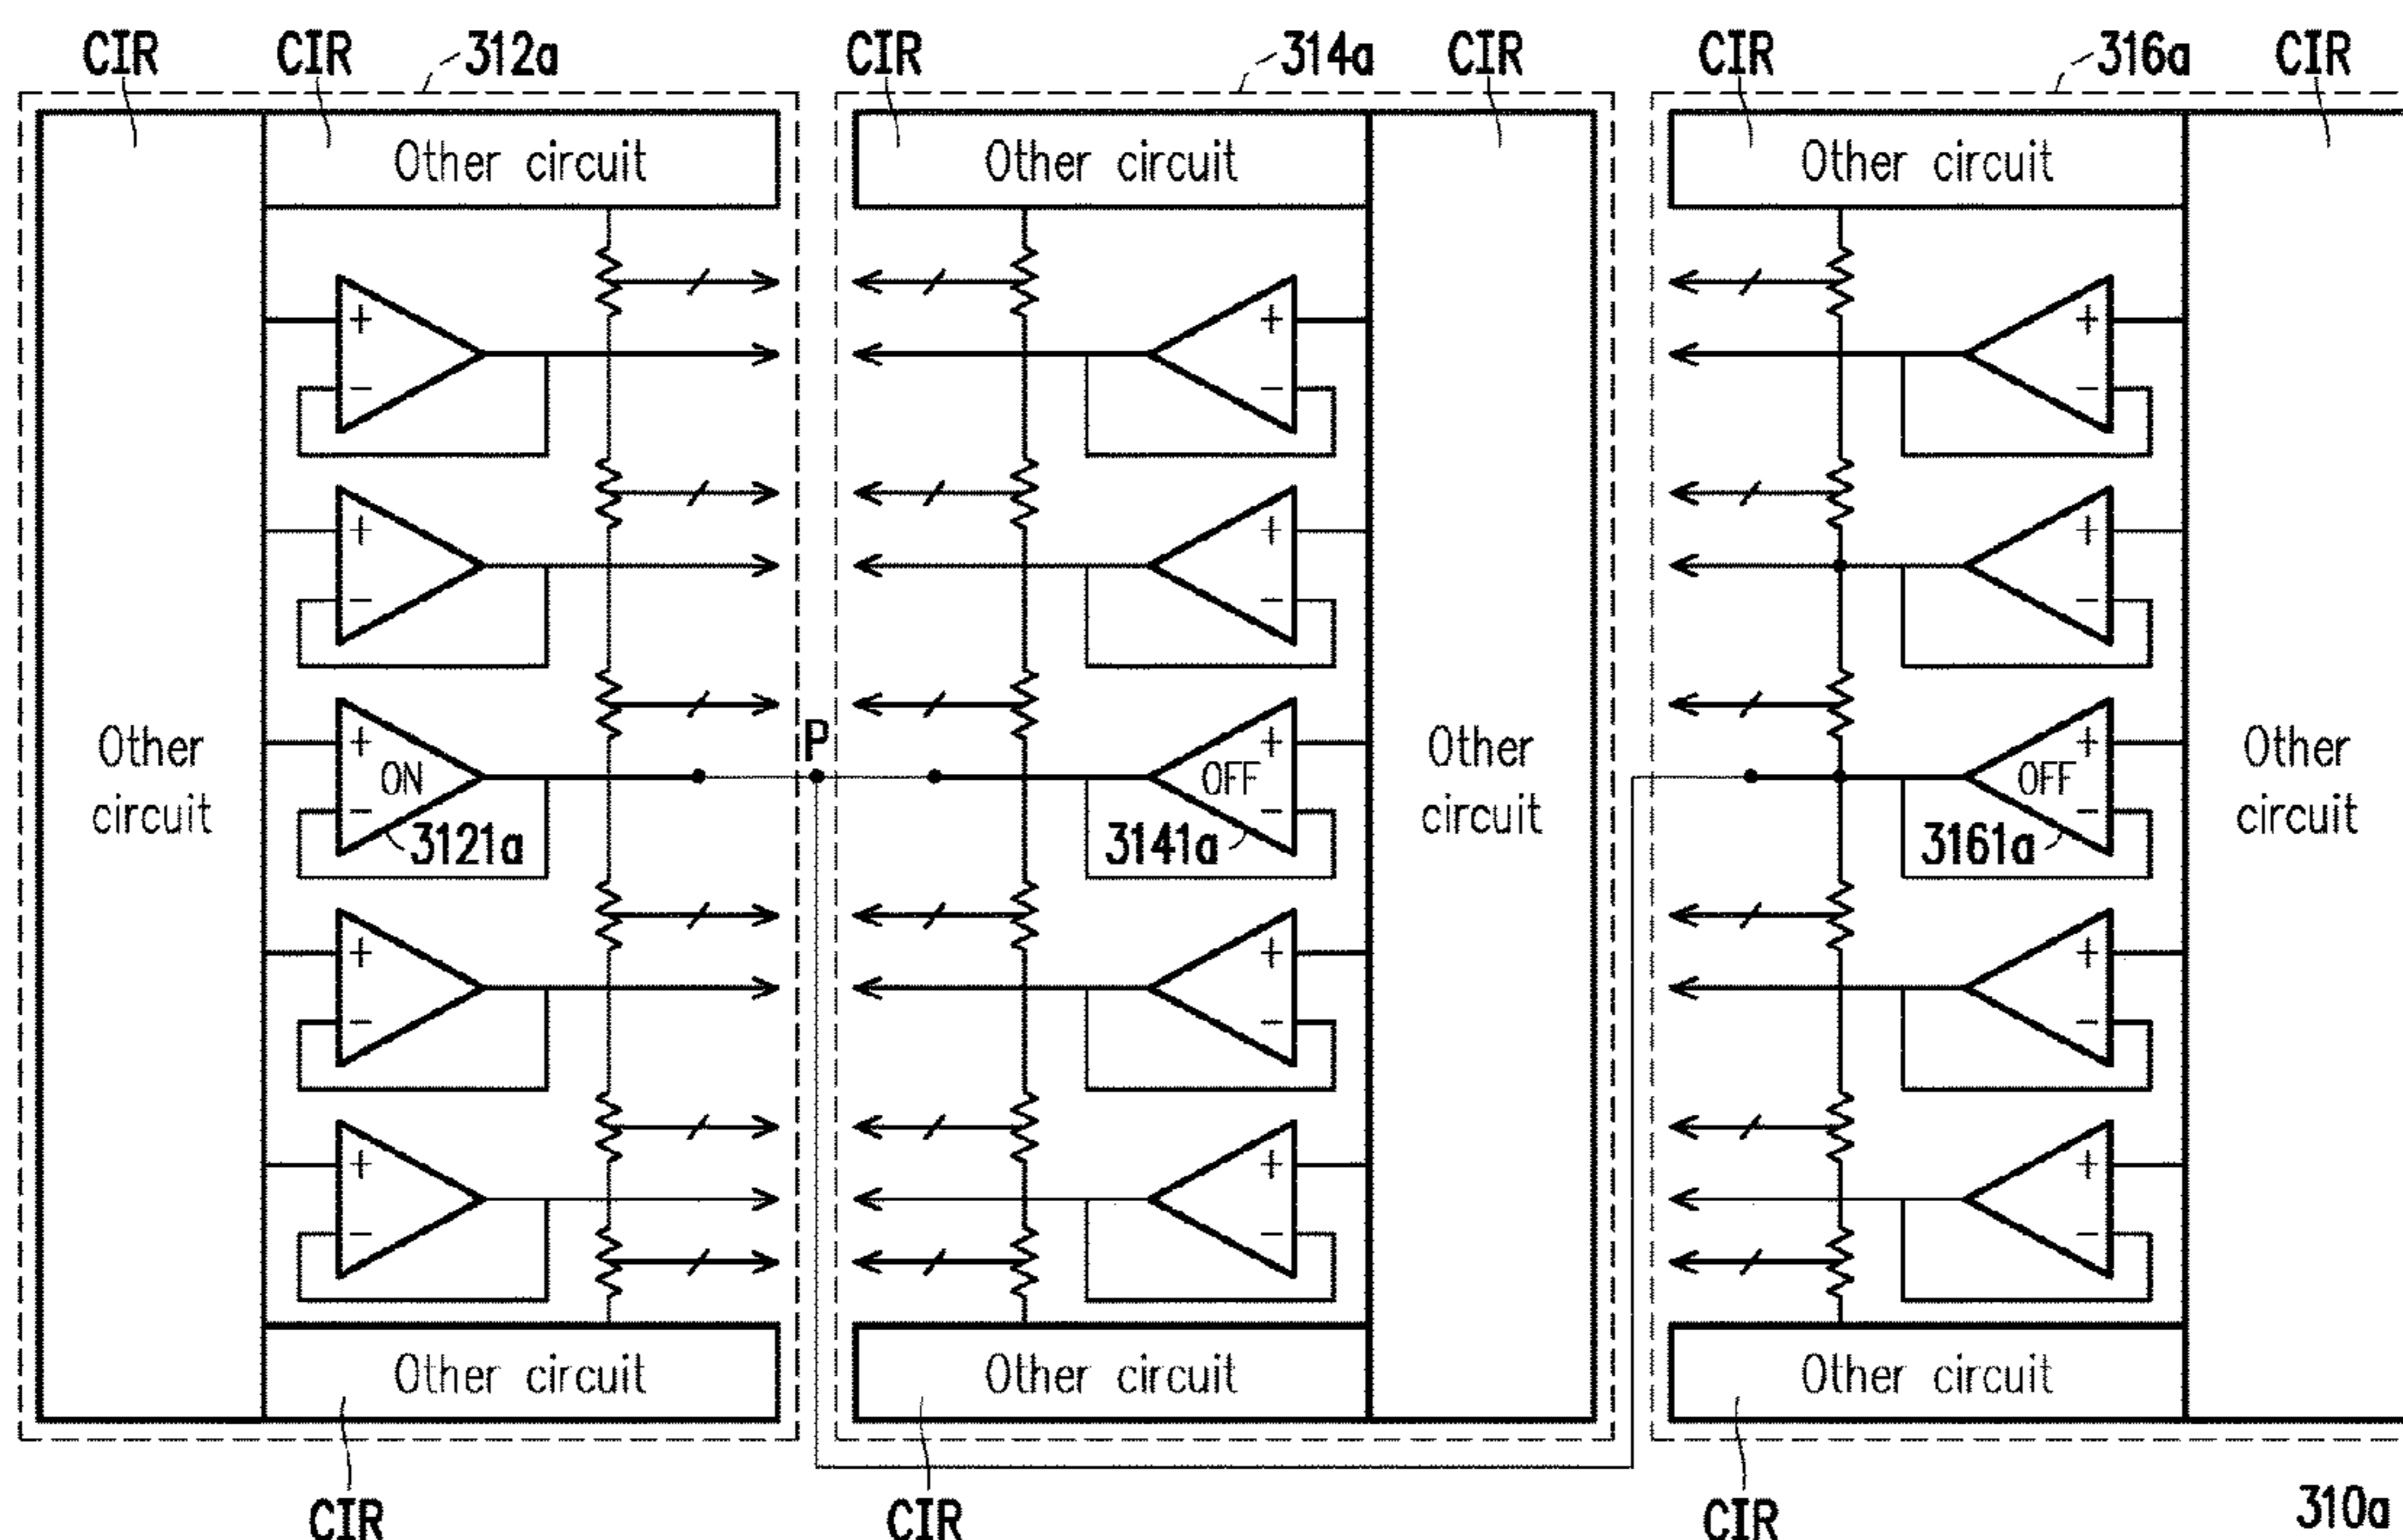 CIR CIR 312a CIR 314a CIR CIR 316a CIR
Other circuit Other circuit Other circuit
+ + +
− − −
+ + +
− − −
P
Other
circuit
+
ON
−
3121a
+
OFF
−
3141a
Other
circuit
+
OFF
−
3161a
Other
circuit
+ + +
− − −
+ + +
− − −
Other circuit Other circuit Other circuit
CIR CIR CIR 310a